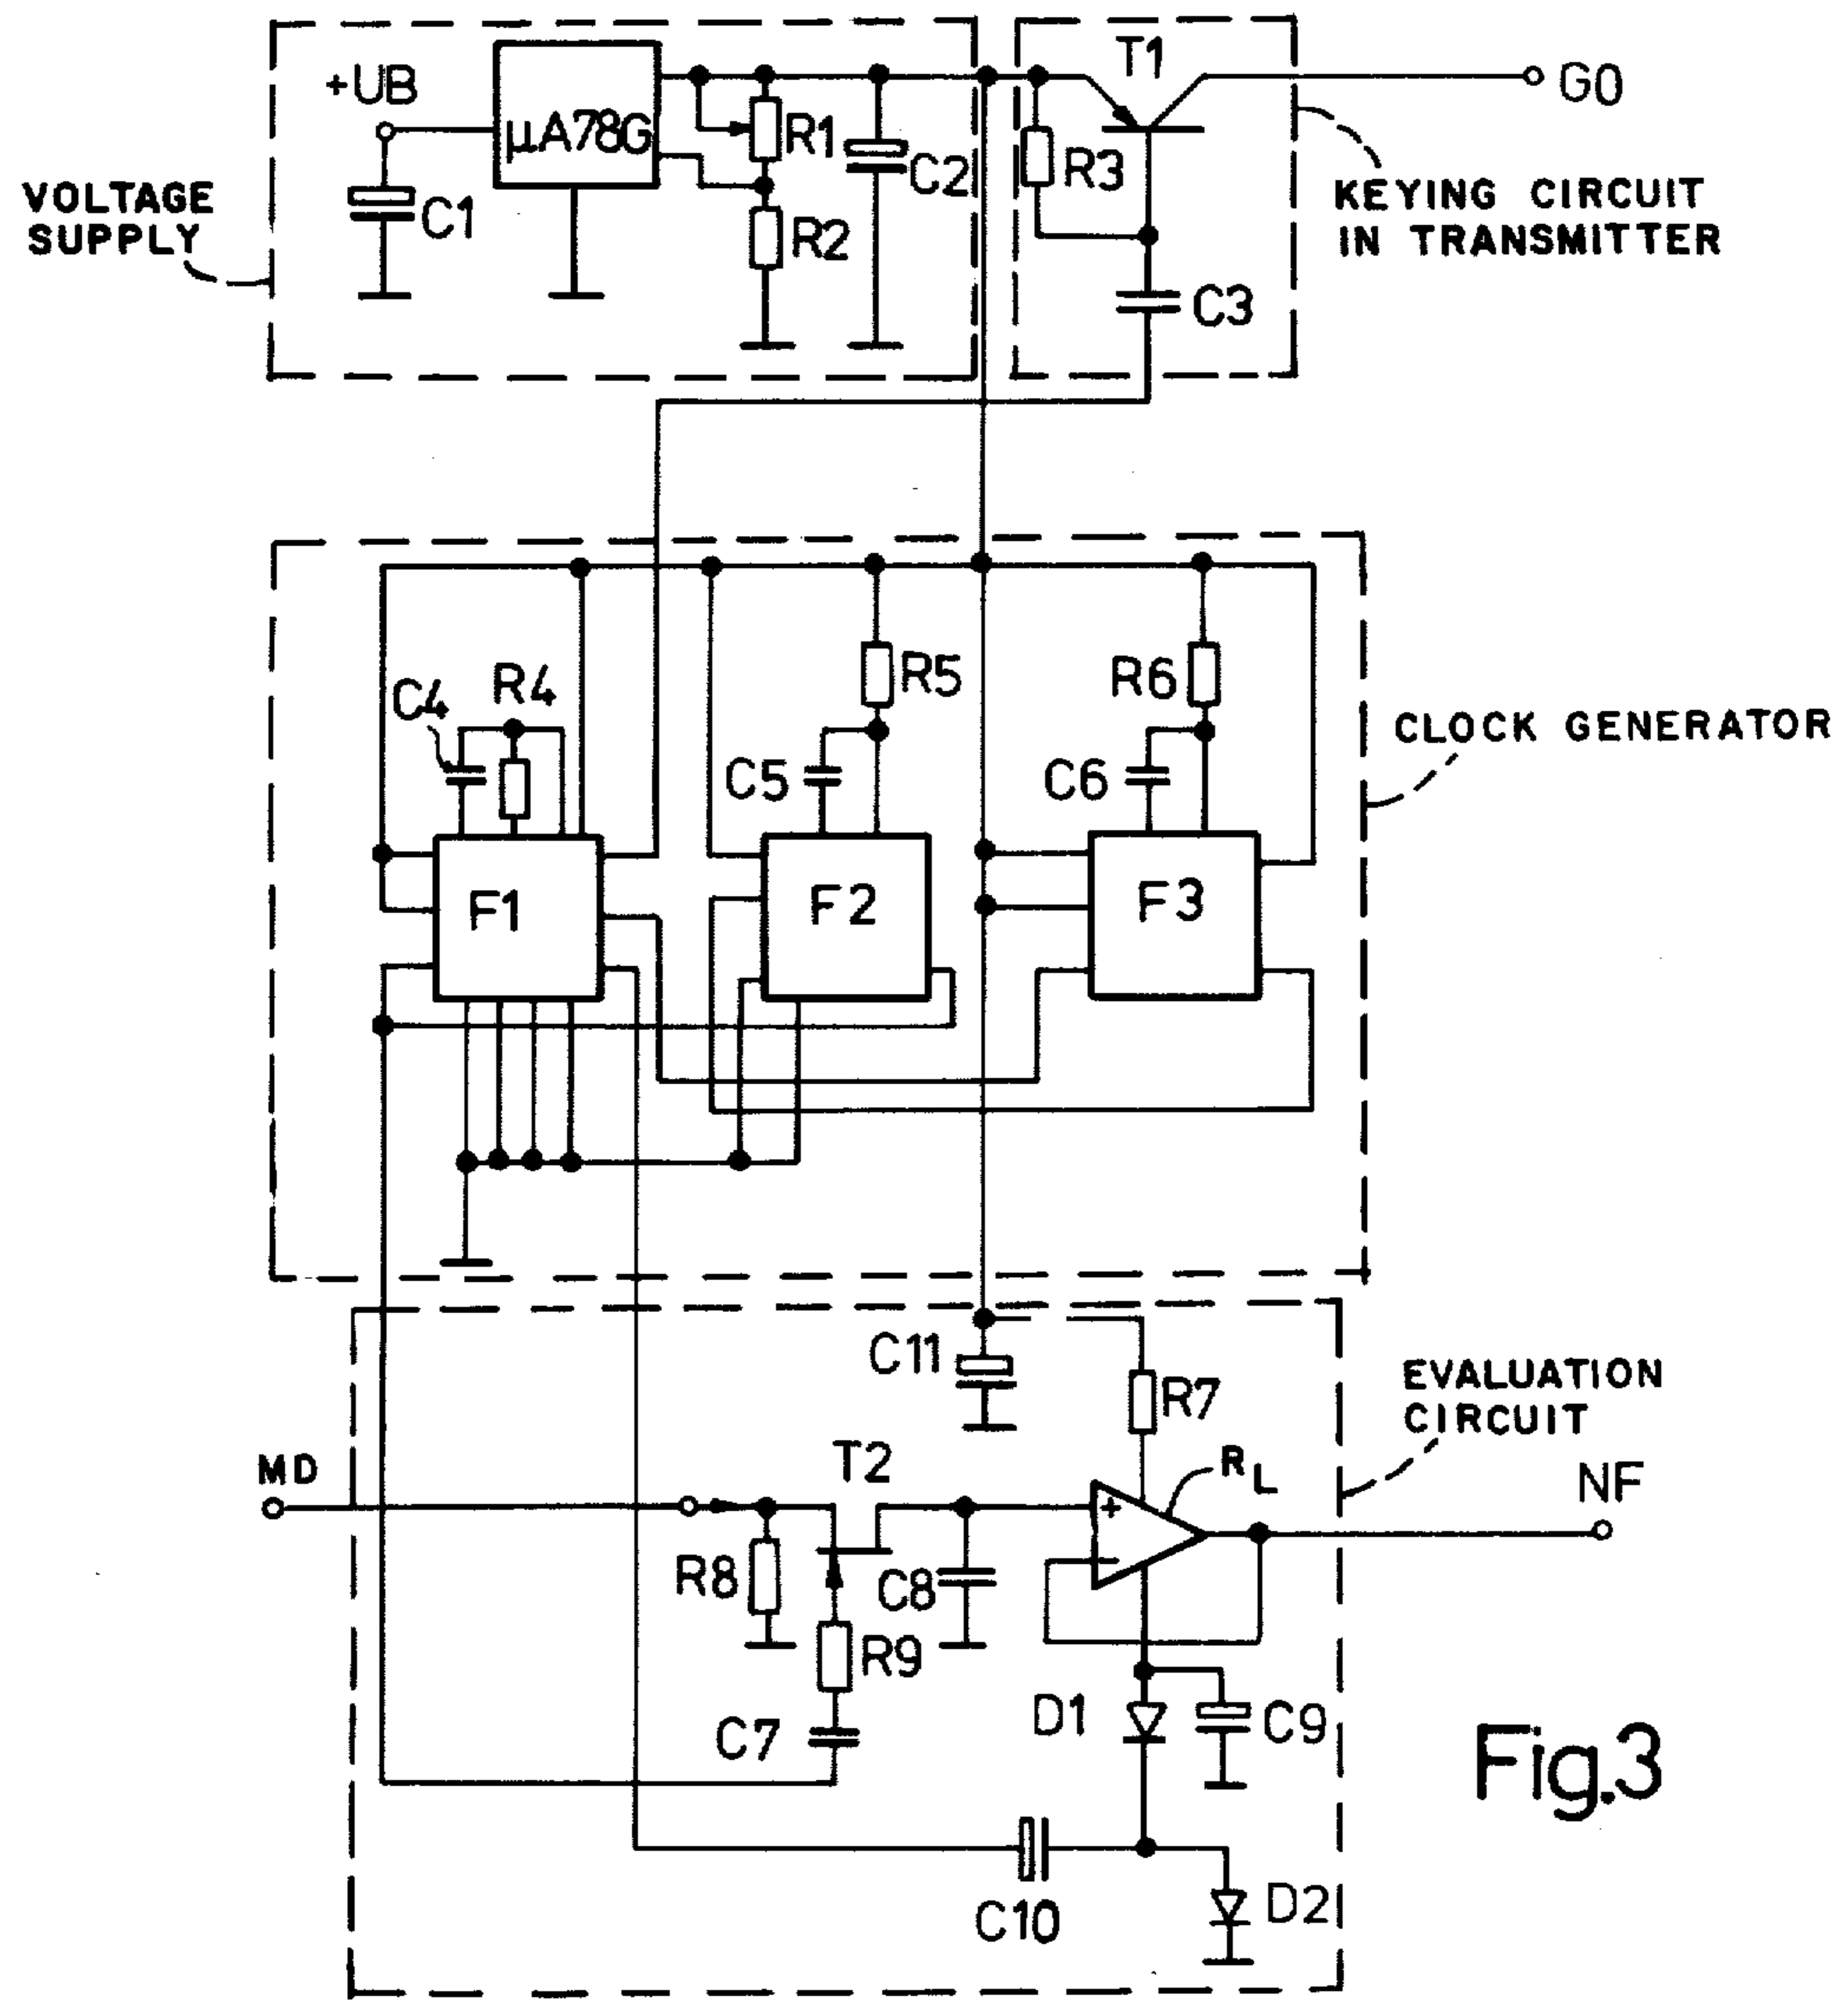 T1
+UB
GO
µA78G
R1
R3
C2
VOLTAGE
SUPPLY
KEYING CIRCUIT
IN TRANSMITTER
C1
R2
C3
R4
R5
R6
C4
CLOCK GENERATOR
C5
C6
F1
F2
F3
C11
EVALUATION
CIRCUIT
R7
MD
T2
RL
NF
+
R8
C8
−
R9
D1
C9
C7
Fig.3
C10
D2